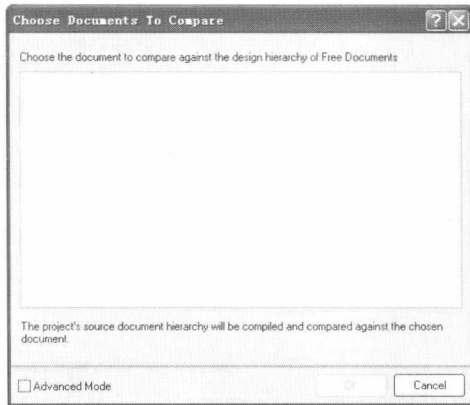 Choose Documents To Compare
Choose the document to compare against the design hierarchy of Free Documents
The project's source document hierarchy will be compiled and compared against the chosen
document.
Advanced Mode
Cancel